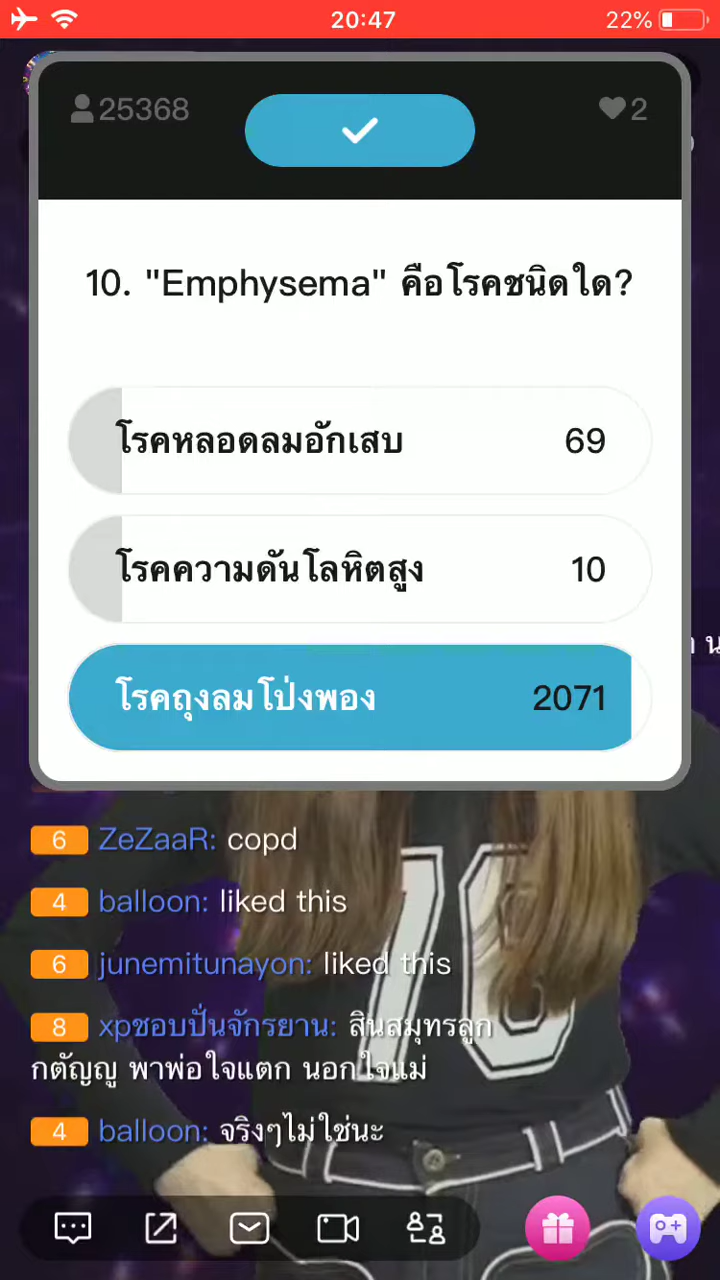 20:47
22%
25368
2
10. "Emphysema" คือโรคชนิดใด?
โรคหลอดลมอักเสบ 69
โรคความดันโลหิตสูง 10
โรคถุงลมโป่งพอง 2071
6 ZeZaaR: copd
4 balloon: liked this
6 junemitunayon: liked this
8 xpชอบปั่นจักรยาน: สินสมุทรลูก
กตัญญู พาพ่อใจแตก นอกใจแม่
4 balloon: จริงๆไม่ใช่นะ